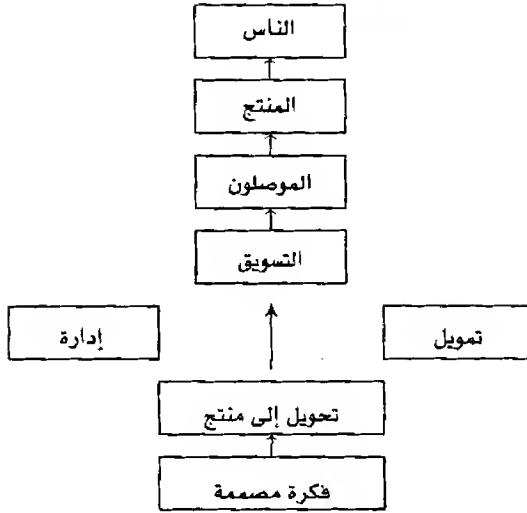 الناس
المنتج
الموصلون
التسويق
إدارة
تمويل
تحويل إلى منتج
فكرة مصممة